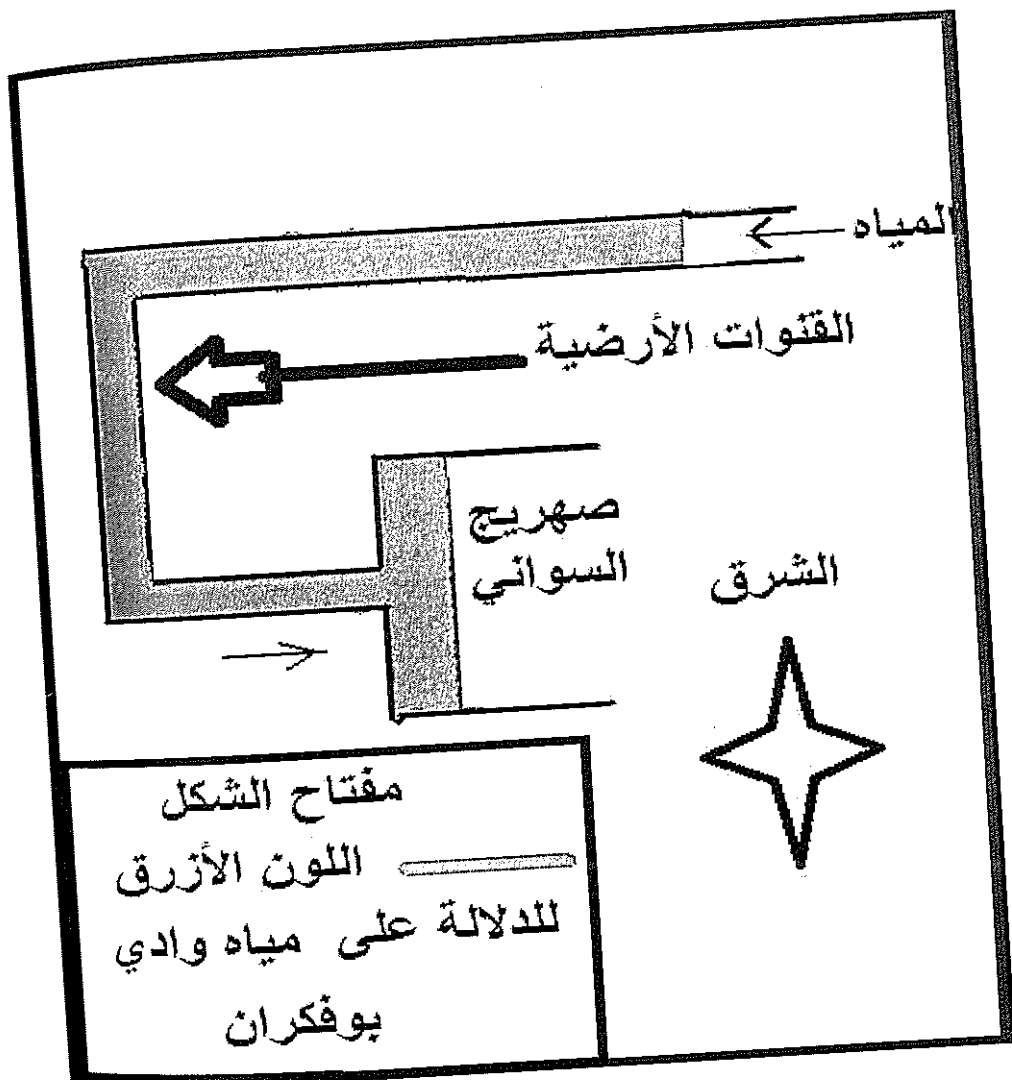 المياه
القنوات الأرضية
صهريج
السواني
الشرق
مفتاح الشكل
اللون الأزرق
للدلالة على مياه وادي
بوفكران